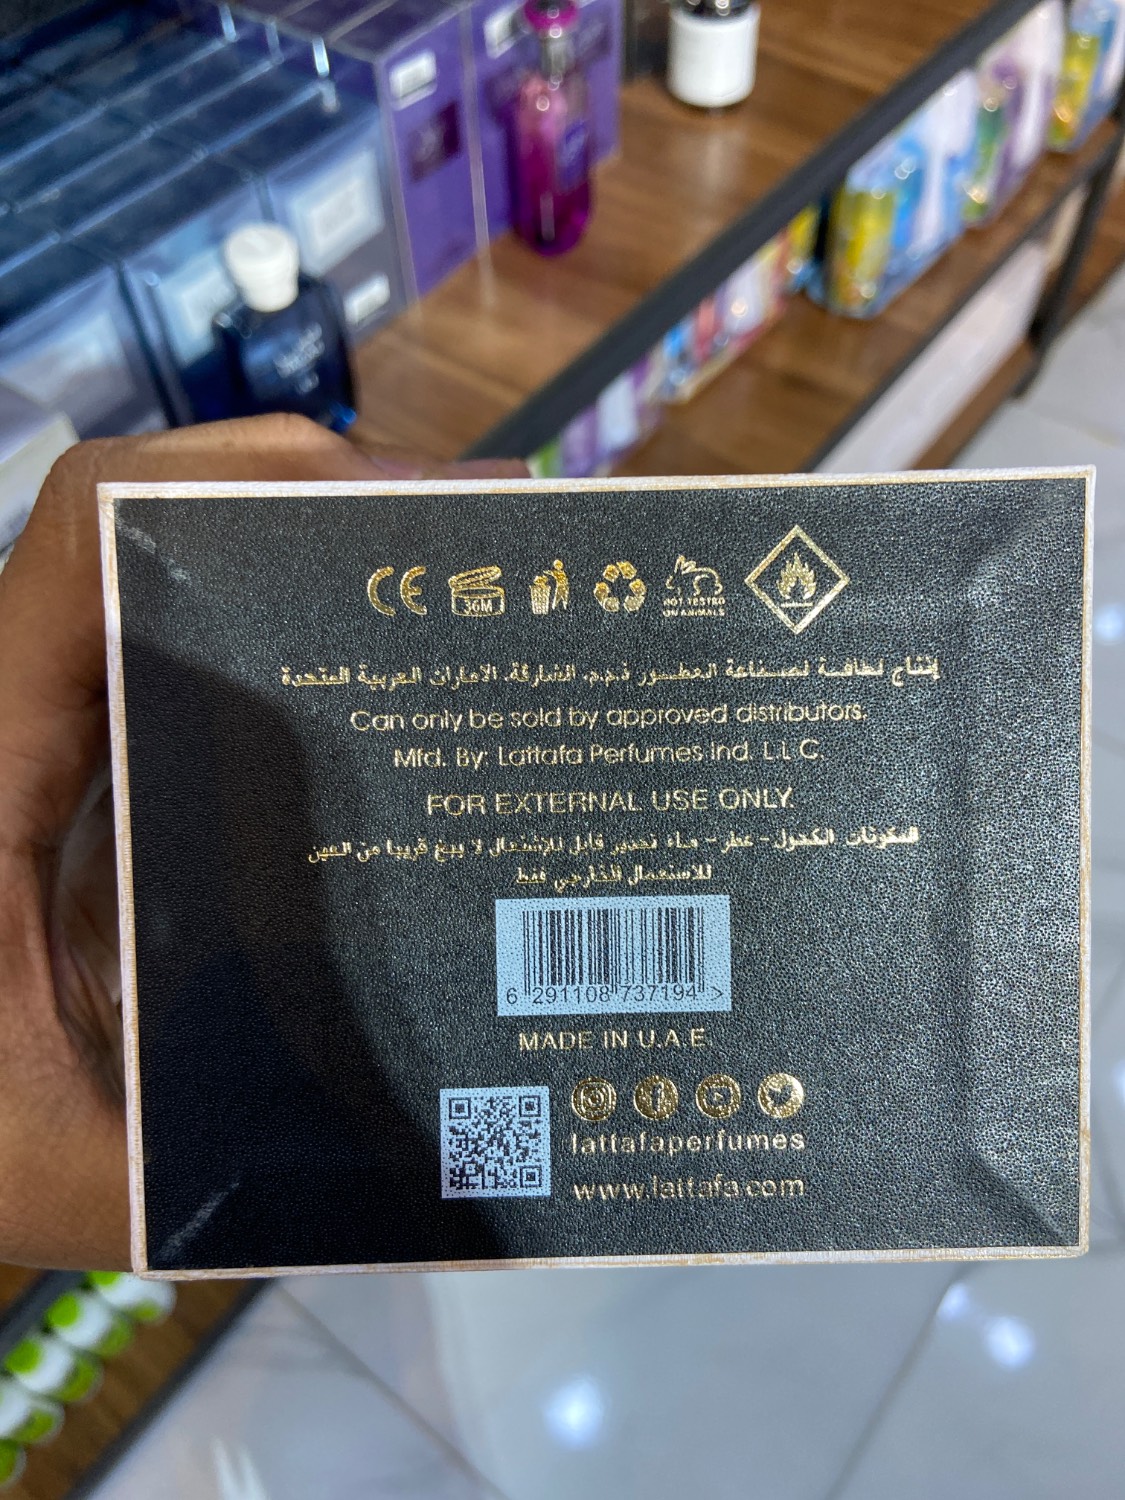 CE
36M
NOT TESTED
ON ANIMALS
إنتاج لطافة لصناعة العطور ذ.م.م. الشارقة. الامارات العربية المتحدة
Can only be sold by approved distributors.
Mfd. By: Lattafa Perfumes Ind. L.L.C.
FOR EXTERNAL USE ONLY.
المكونات الكحول - عطر - ماء تحذير قابل للإشتعال لا يبخ قريبا من العين
للاستعمال الخارجي فقط
6 291108 737194 >
MADE IN U.A.E.
lattafaperfumes
www.lattafa.com